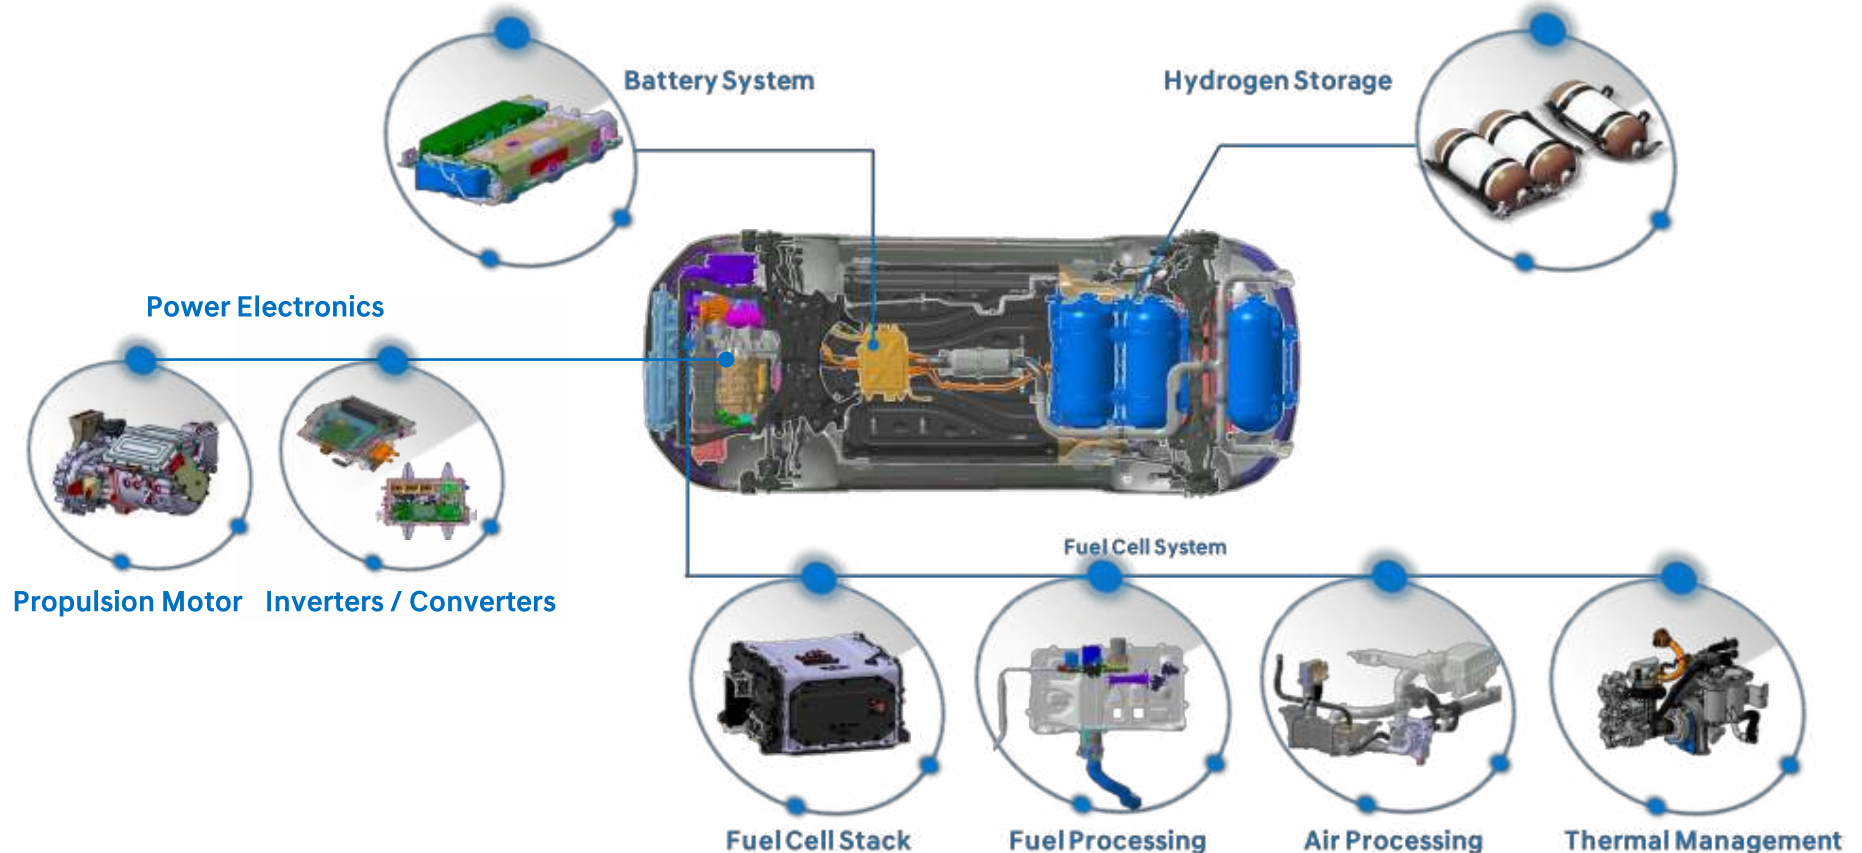 Battery System
Hydrogen Storage
Power Electronics
Propulsion Motor
Inverters / Converters
Fuel Cell System
Fuel Cell Stack
Fuel Processing
Air Processing
Thermal Management